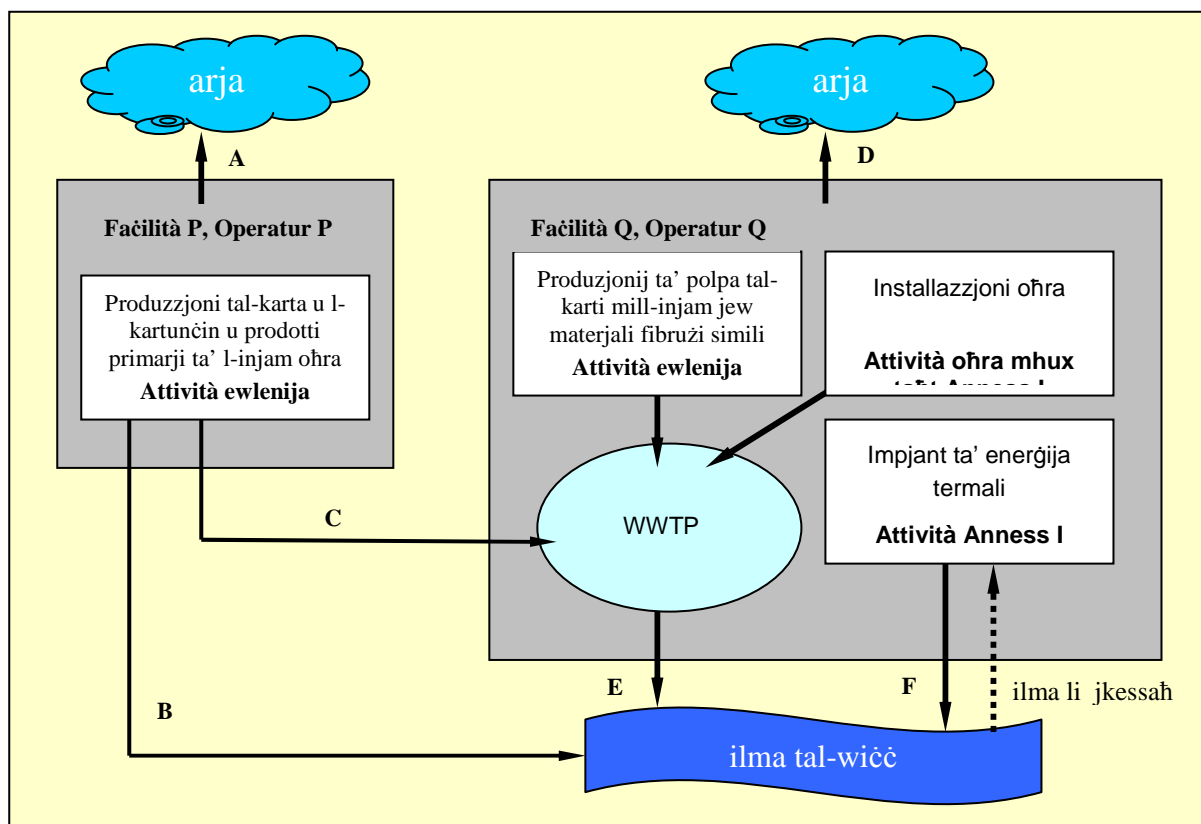 arja
arja
A
D
Faċilità P, Operatur P
Produzzjoni tal-karta u l-
kartunċin u prodotti
primarji ta’ l-injam oħra
Attività ewlenija
Faċilità Q, Operatur Q
Produzjonij ta’ polpa tal-
karti mill-injam jew
materjali fibrużi simili
Attività ewlenija
Installazzjoni oħra
Attività oħra mhux
taħt Anness I
Impjant ta’ enerġija
termali
Attività Anness I
C
WWTP
B
E
F
ilma li jkessaħ
ilma tal-wiċċ